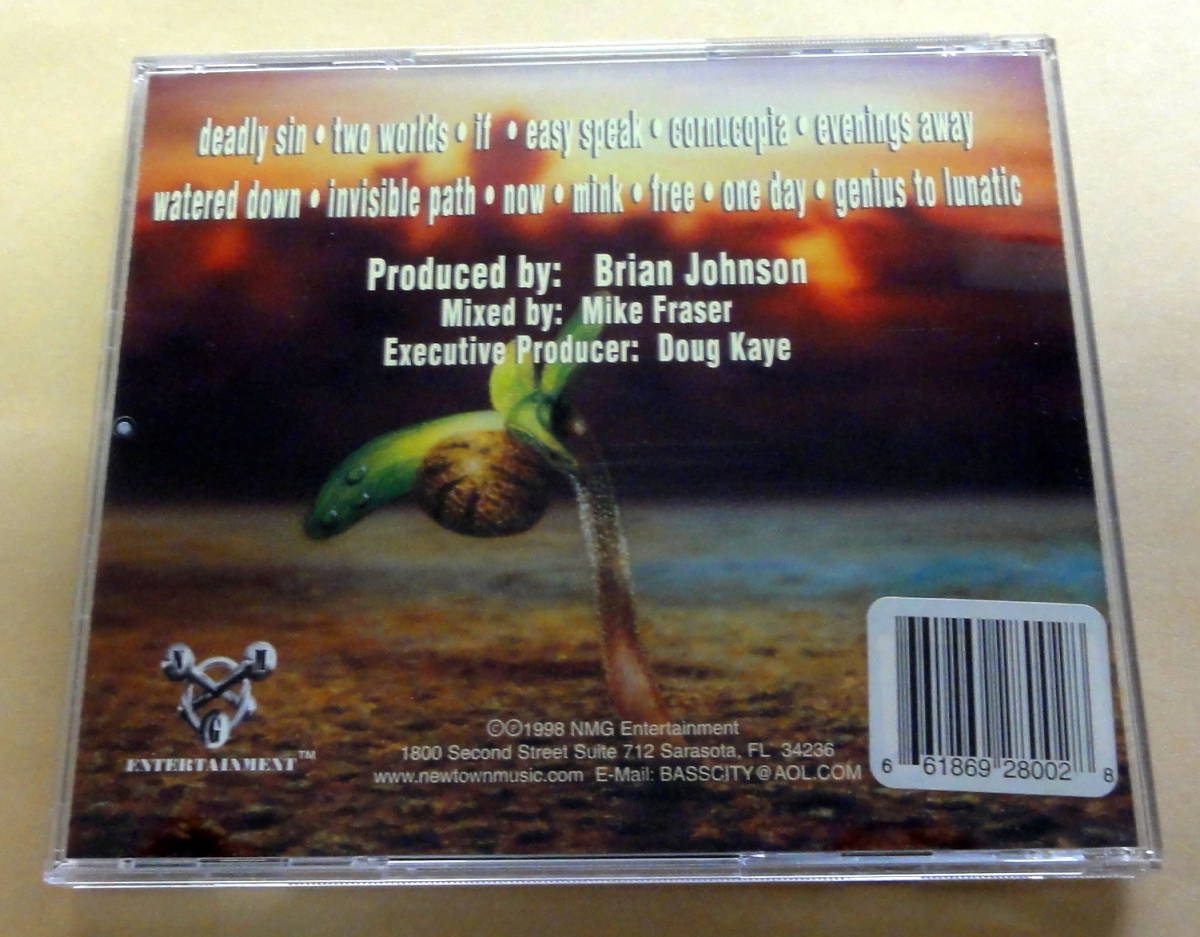 deadly sin • two worlds • if • easy speak • cornucopia • evenings away
watered down • invisible path • now • mink • free • one day • genius to lunatic
Produced by: Brian Johnson
Mixed by: Mike Fraser
Executive Producer: Doug Kaye
N M
G
ENTERTAINMENT™
©℗1998 NMG Entertainment
1800 Second Street Suite 712 Sarasota, FL 34236
www.newtownmusic.com E-Mail: BASSCITY@AOL.COM
6 61869 28002 8